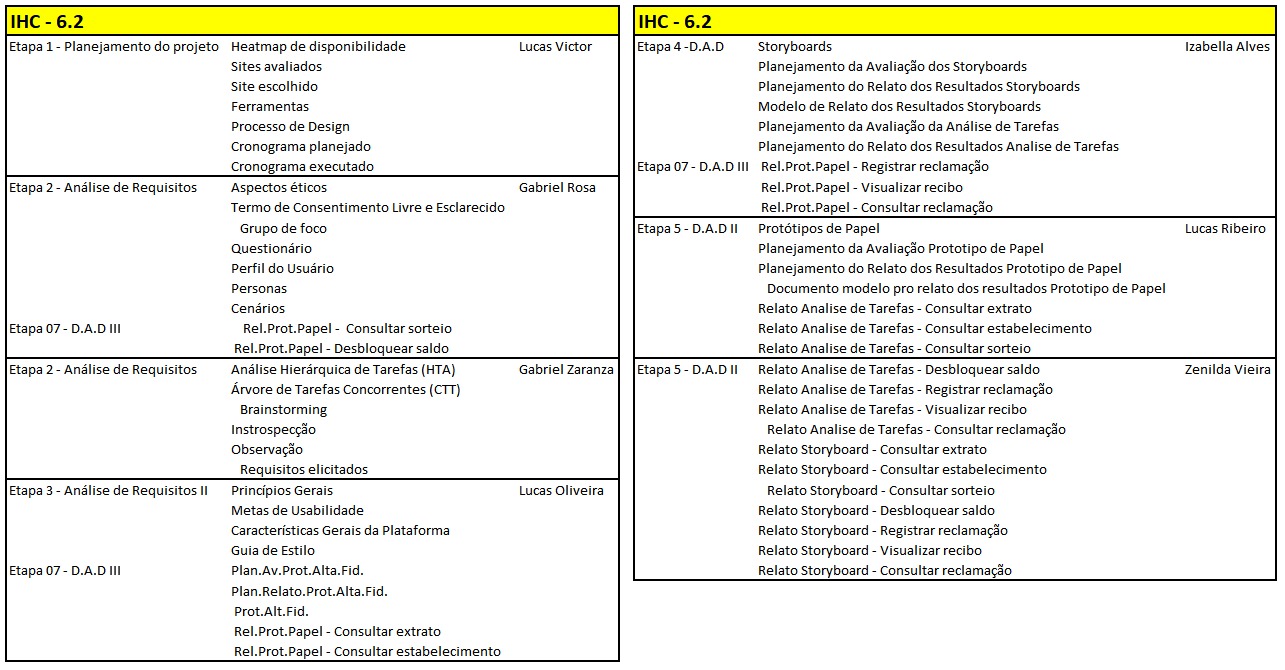 IHC - 6.2
Etapa 1 - Planejamento do projeto Heatmap de disponibilidade Lucas Victor
Sites avaliados
Site escolhido
Ferramentas
Processo de Design
Cronograma planejado
Cronograma executado
Etapa 2 - Análise de Requisitos Aspectos éticos Gabriel Rosa
Termo de Consentimento Livre e Esclarecido
Grupo de foco
Questionário
Perfil do Usuário
Personas
Cenários
Etapa 07 - D.A.D III Rel.Prot.Papel - Consultar sorteio
Rel.Prot.Papel - Desbloquear saldo
Etapa 2 - Análise de Requisitos Análise Hierárquica de Tarefas (HTA) Gabriel Zaranza
Árvore de Tarefas Concorrentes (CTT)
Brainstorming
Instrospecção
Observação
Requisitos elicitados
Etapa 3 - Análise de Requisitos II Princípios Gerais Lucas Oliveira
Metas de Usabilidade
Características Gerais da Plataforma
Guia de Estilo
Etapa 07 - D.A.D III Plan.Av.Prot.Alta.Fid.
Plan.Relato.Prot.Alta.Fid.
Prot.Alt.Fid.
Rel.Prot.Papel - Consultar extrato
Rel.Prot.Papel - Consultar estabelecimento
IHC - 6.2
Etapa 4 -D.A.D Storyboards Izabella Alves
Planejamento da Avaliação dos Storyboards
Planejamento do Relato dos Resultados Storyboards
Modelo de Relato dos Resultados Storyboards
Planejamento da Avaliação da Análise de Tarefas
Planejamento do Relato dos Resultados Analise de Tarefas
Etapa 07 - D.A.D III Rel.Prot.Papel - Registrar reclamação
Rel.Prot.Papel - Visualizar recibo
Rel.Prot.Papel - Consultar reclamação
Etapa 5 - D.A.D II Protótipos de Papel Lucas Ribeiro
Planejamento da Avaliação Prototipo de Papel
Planejamento do Relato dos Resultados Prototipo de Papel
Documento modelo pro relato dos resultados Prototipo de Papel
Relato Analise de Tarefas - Consultar extrato
Relato Analise de Tarefas - Consultar estabelecimento
Relato Analise de Tarefas - Consultar sorteio
Etapa 5 - D.A.D II Relato Analise de Tarefas - Desbloquear saldo Zenilda Vieira
Relato Analise de Tarefas - Registrar reclamação
Relato Analise de Tarefas - Visualizar recibo
Relato Analise de Tarefas - Consultar reclamação
Relato Storyboard - Consultar extrato
Relato Storyboard - Consultar estabelecimento
Relato Storyboard - Consultar sorteio
Relato Storyboard - Desbloquear saldo
Relato Storyboard - Registrar reclamação
Relato Storyboard - Visualizar recibo
Relato Storyboard - Consultar reclamação